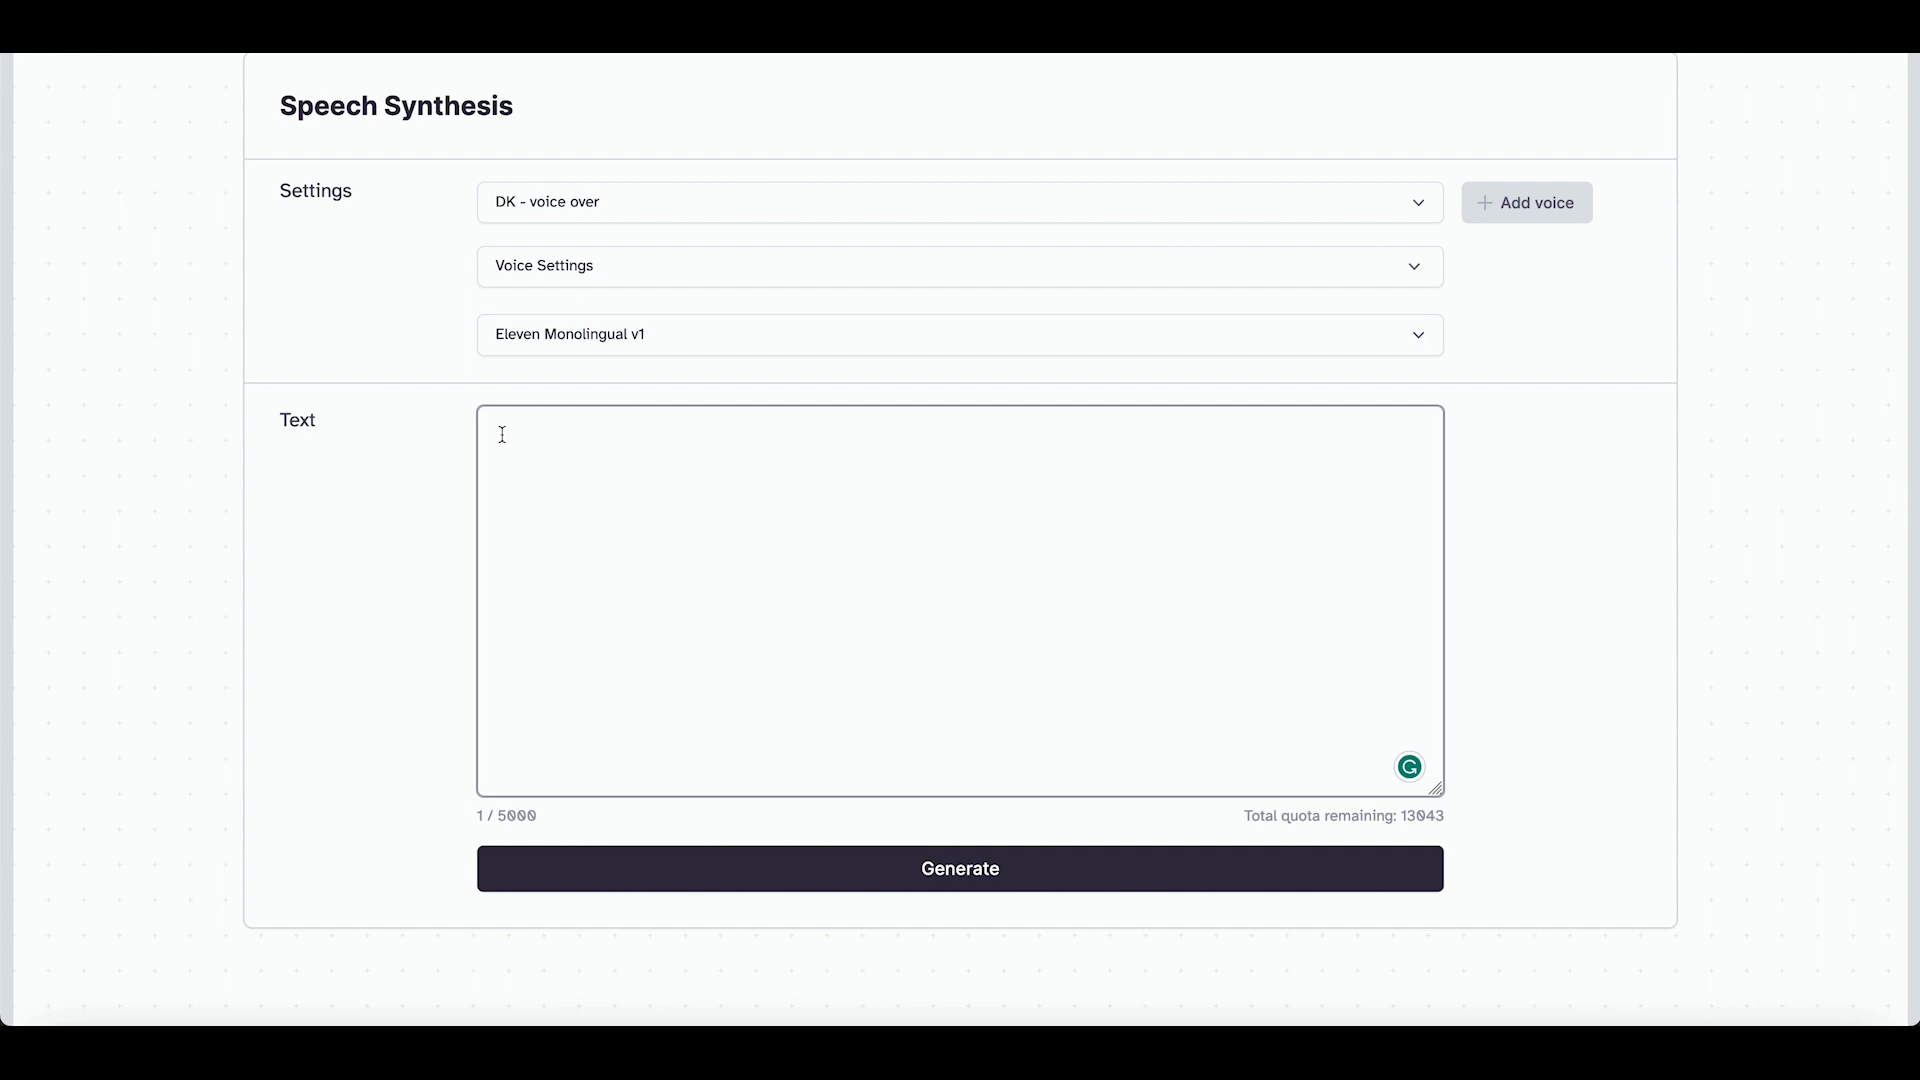 Speech Synthesis
Settings
DK - voice over
+ Add voice
Voice Settings
Eleven Monolingual v1
Text
1 / 5000
Total quota remaining: 13043
Generate